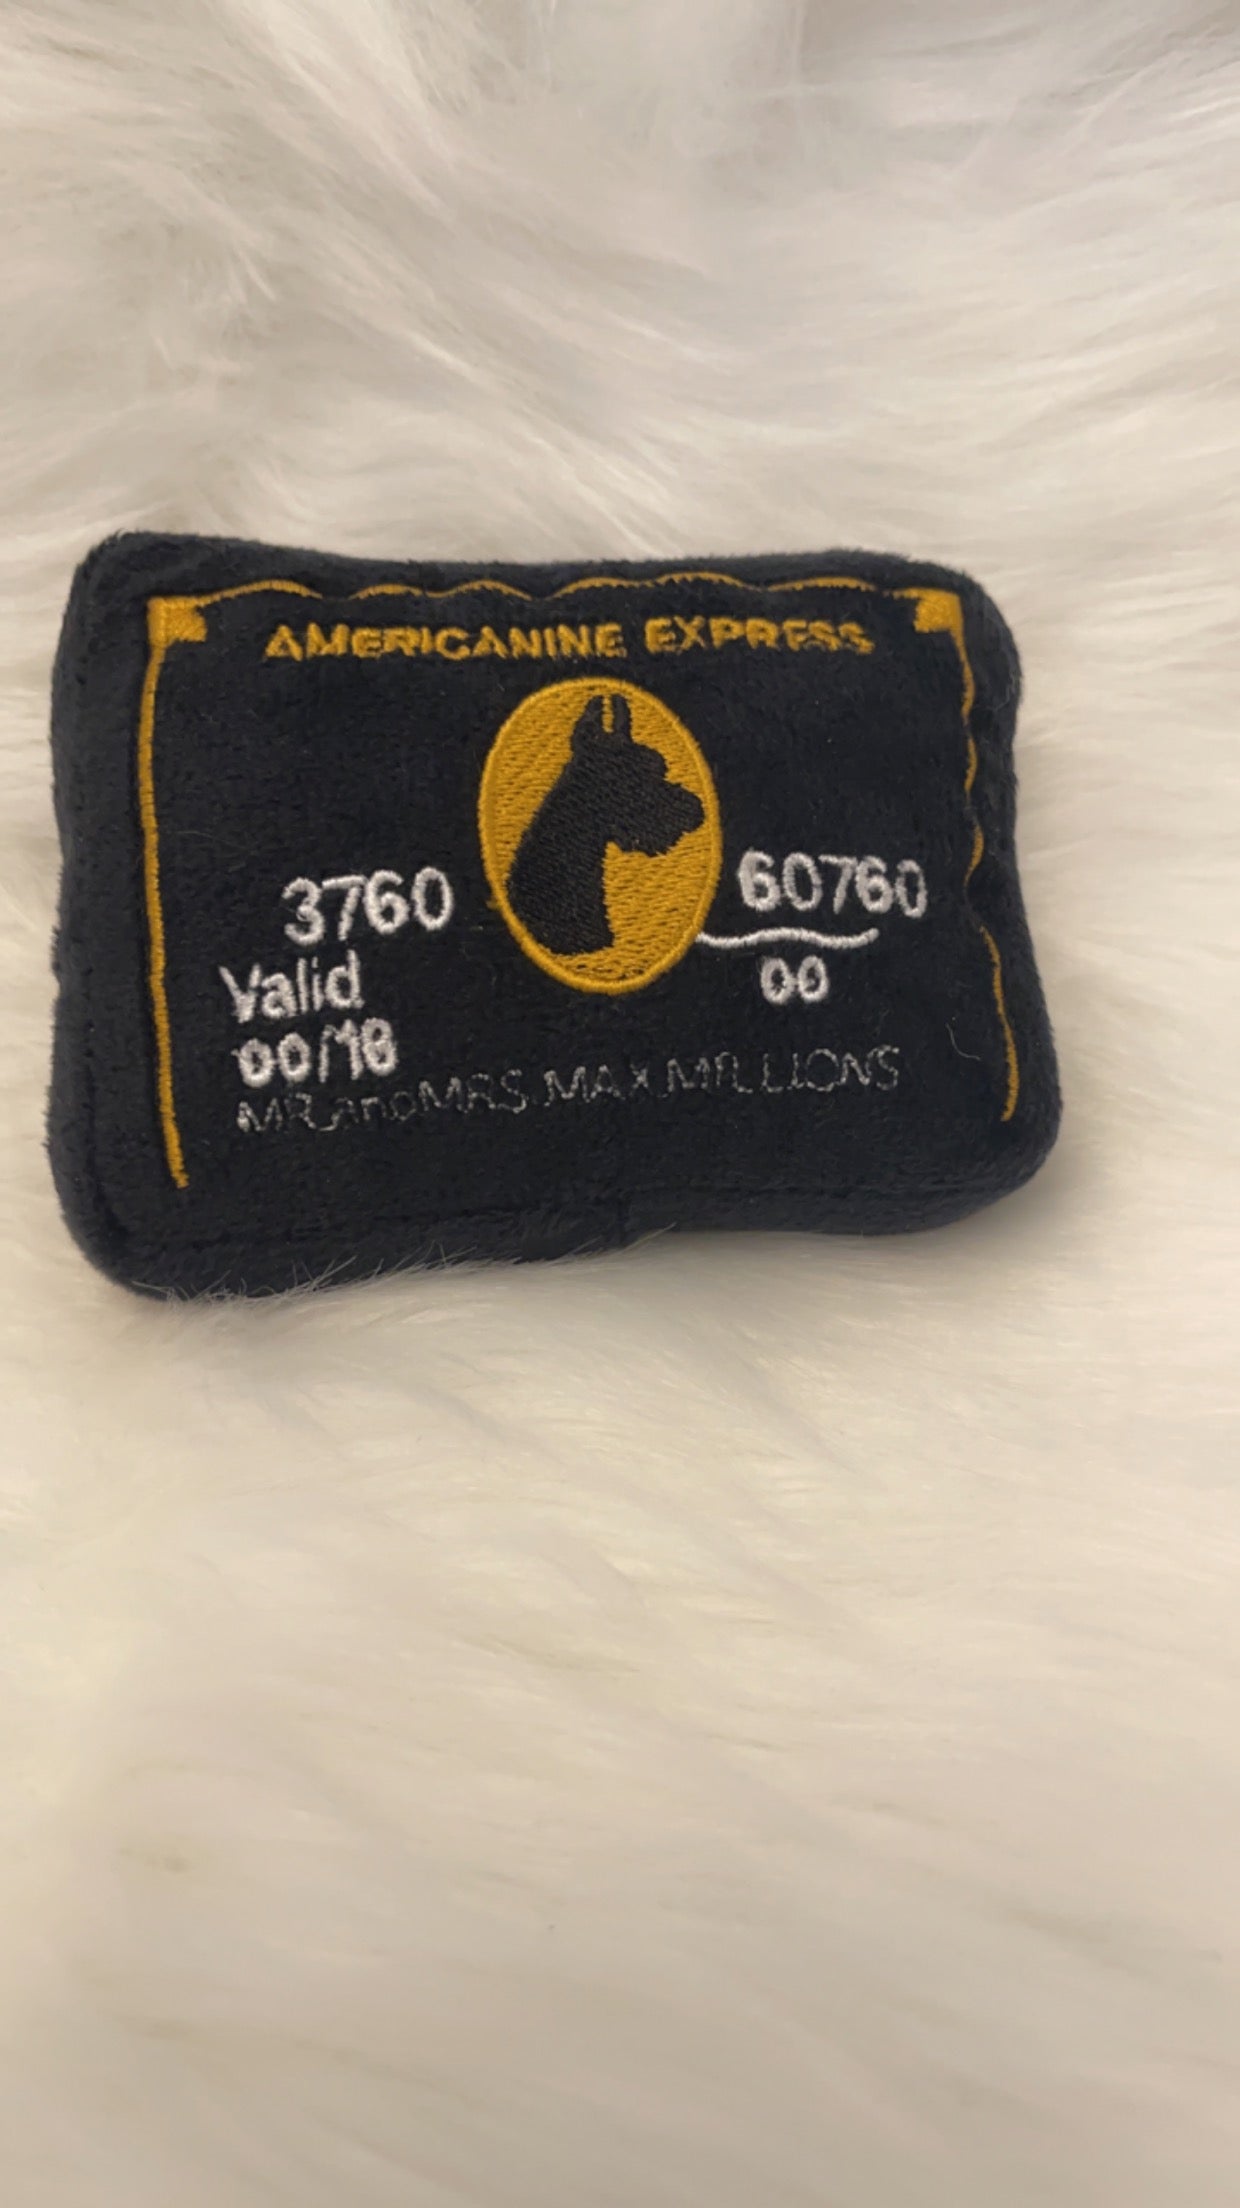 AMERICANINE EXPRESS
3760 60760
Valid 00
00/18
MR.andMRS.MAX.MILLIONS